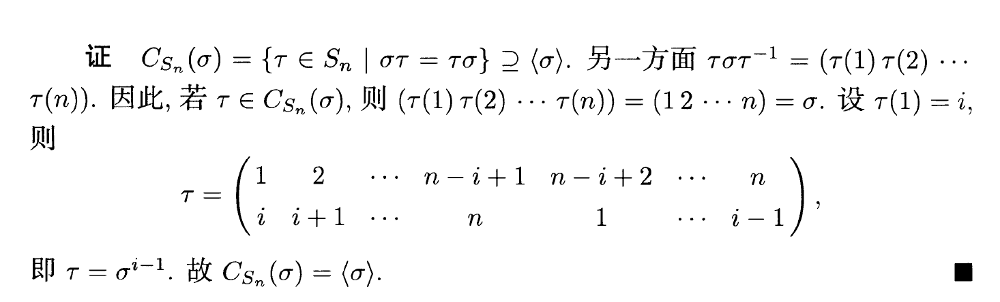 证 $C_{S_n}(\sigma) = \{\tau \in S_n \mid \sigma\tau = \tau\sigma\} \supseteq \langle\sigma\rangle$. 另一方面 $\tau\sigma\tau^{-1} = (\tau(1)\,\tau(2)\,\cdots$
$\tau(n))$. 因此, 若 $\tau \in C_{S_n}(\sigma)$, 则 $(\tau(1)\,\tau(2)\,\cdots\,\tau(n)) = (1\,2\,\cdots\,n) = \sigma$. 设 $\tau(1) = i$,
则
$$\tau = \begin{pmatrix} 1 & 2 & \cdots & n-i+1 & n-i+2 & \cdots & n \\ i & i+1 & \cdots & n & 1 & \cdots & i-1 \end{pmatrix},$$
即 $\tau = \sigma^{i-1}$. 故 $C_{S_n}(\sigma) = \langle\sigma\rangle$. ■